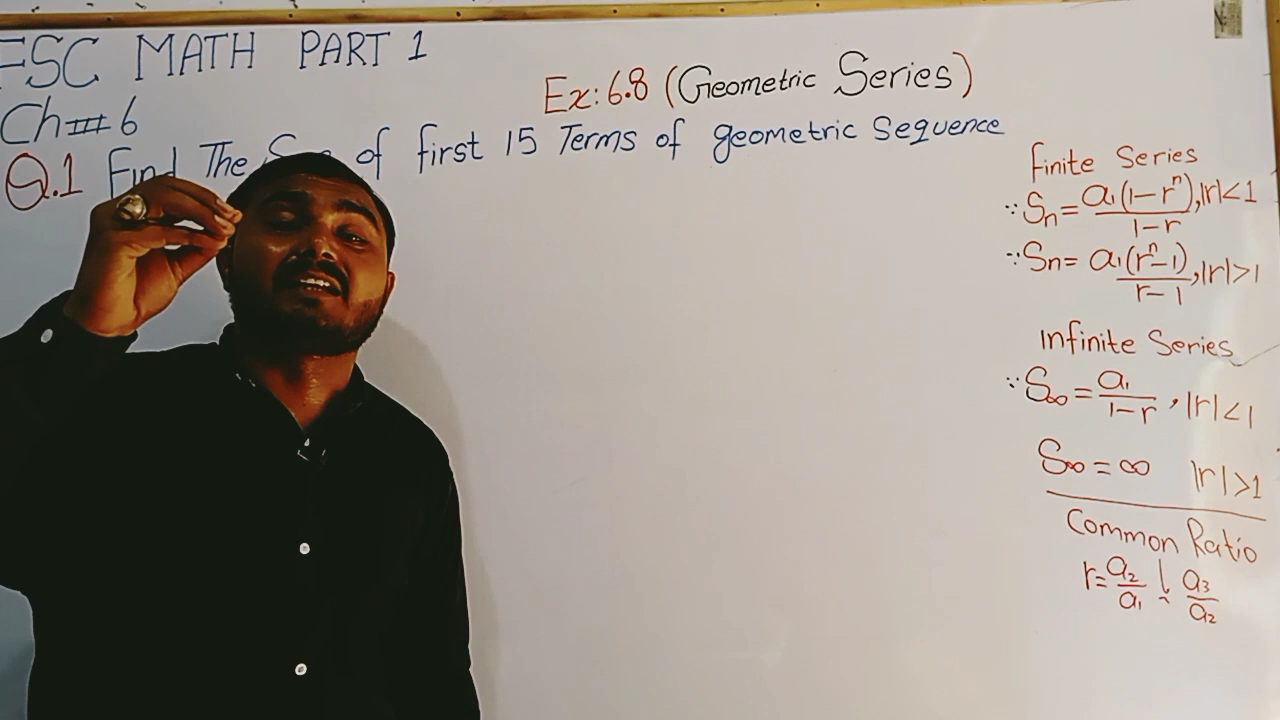 FSC MATH PART 1
Ch#6
Ex: 6.8 (Geometric Series)
Q.1 Find The of first 15 Terms of geometric Sequence
finite Series
∵ Sₙ = a₁(1-rⁿ)/1-r, |r|<1
∵ Sn = a₁(rⁿ-1)/r-1, |r|>1
Infinite Series
∵ S∞ = a₁/1-r, |r|<1
S∞ = ∞ |r|>1
Common Ratio
r = a₂/a₁ a₃/a₂